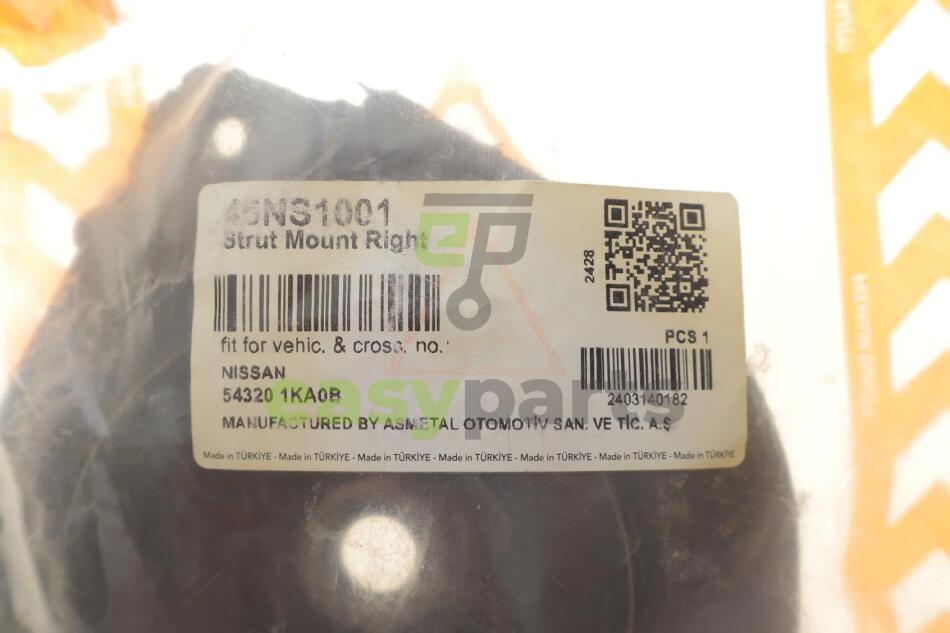 45NS1001
Strut Mount Right
2428
fit for vehic. & cross. no.:
PCS 1
NISSAN
54320 1KA0B
2403140182
MANUFACTURED BY ASMETAL OTOMOTİV SAN. VE TİC. A.Ş
Made in TÜRKİYE - Made in TÜRKİYE - Made in TÜRKİYE - Made in TÜRKİYE - Made in TÜRKİYE - Made in TÜRKİYE - Made in TÜRKİYE
ep
easyparts